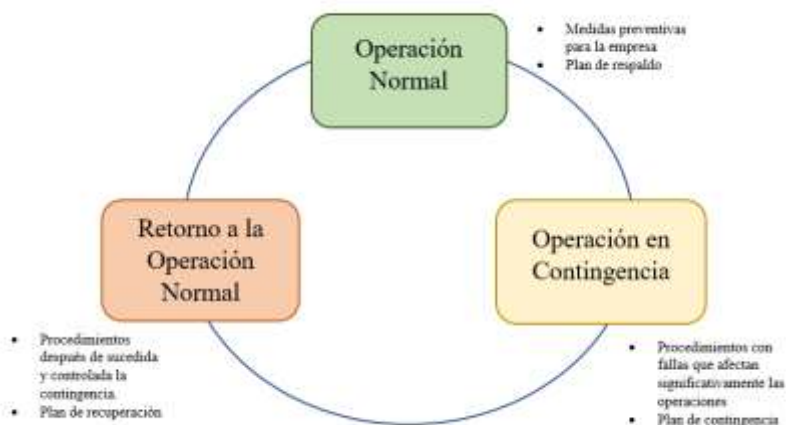 Operación
Normal
• Medidas preventivas
para la empresa
• Plan de respaldo
Retorno a la
Operación
Normal
Operación en
Contingencia
• Procedimientos
después de sucedida
y controlada la
contingencia.
• Plan de recuperación
• Procedimientos con
fallas que afectan
significativamente las
operaciones
• Plan de contingencia